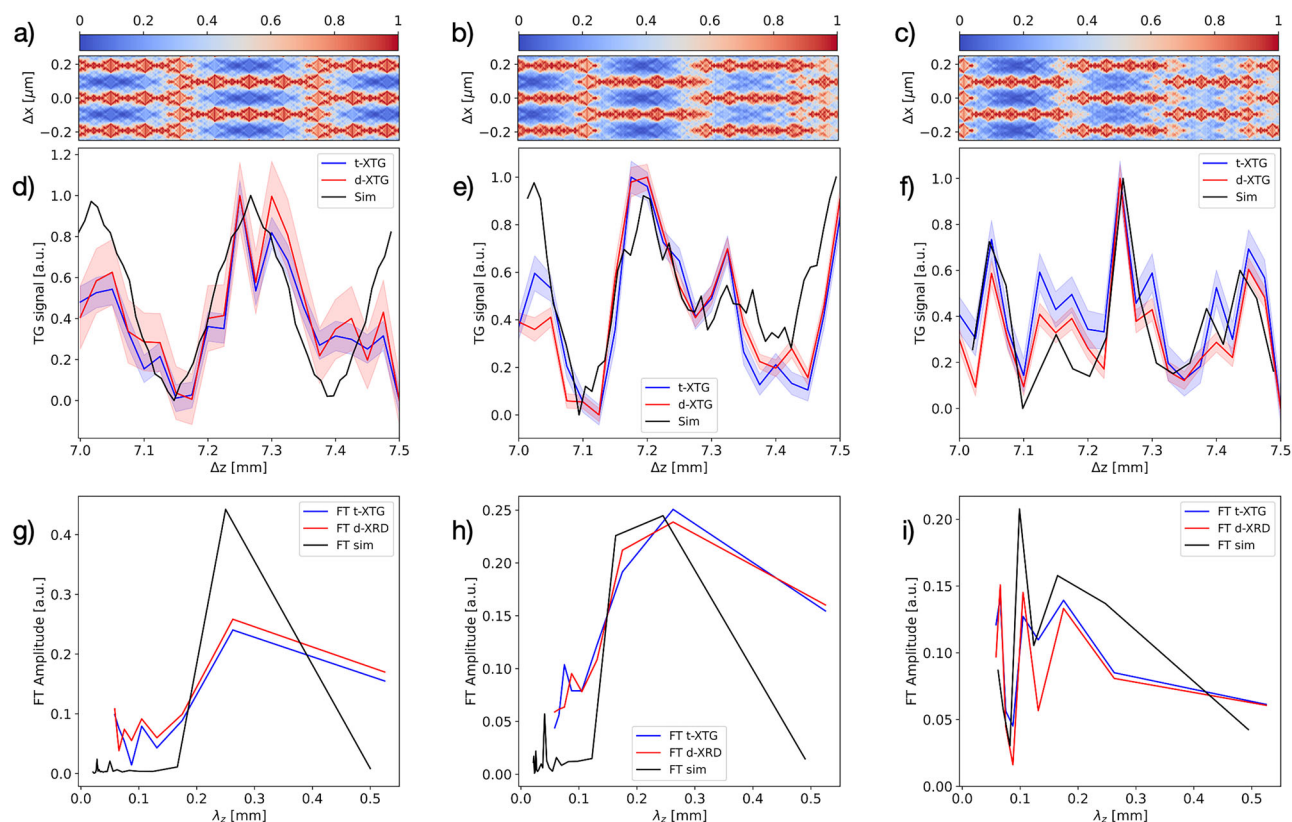 a)
0 0.2 0.4 0.6 0.8 1
b)
0 0.2 0.4 0.6 0.8 1
c)
0 0.2 0.4 0.6 0.8 1
Δx [μm]
0.2
0.0
−0.2
Δx [μm]
0.2
0.0
−0.2
Δx [μm]
0.2
0.0
−0.2
d)
TG signal [a.u.]
1.2
1.0
0.8
0.6
0.4
0.2
0.0
t-XTG
d-XTG
Sim
7.0 7.1 7.2 7.3 7.4 7.5
Δz [mm]
e)
TG signal [a.u.]
1.0
0.8
0.6
0.4
0.2
0.0
t-XTG
d-XTG
Sim
7.0 7.1 7.2 7.3 7.4 7.5
Δz [mm]
f)
TG signal [a.u.]
1.0
0.8
0.6
0.4
0.2
0.0
t-XTG
d-XTG
Sim
7.0 7.1 7.2 7.3 7.4 7.5
Δz [mm]
g)
FT Amplitude [a.u.]
0.4
0.3
0.2
0.1
0.0
FT t-XTG
FT d-XRD
FT sim
0.0 0.1 0.2 0.3 0.4 0.5
λz [mm]
h)
FT Amplitude [a.u.]
0.25
0.20
0.15
0.10
0.05
0.00
FT t-XTG
FT d-XRD
FT sim
0.0 0.1 0.2 0.3 0.4 0.5
λz [mm]
i)
FT Amplitude [a.u.]
0.20
0.15
0.10
0.05
0.00
FT t-XTG
FT d-XRD
FT sim
0.0 0.1 0.2 0.3 0.4 0.5
λz [mm]